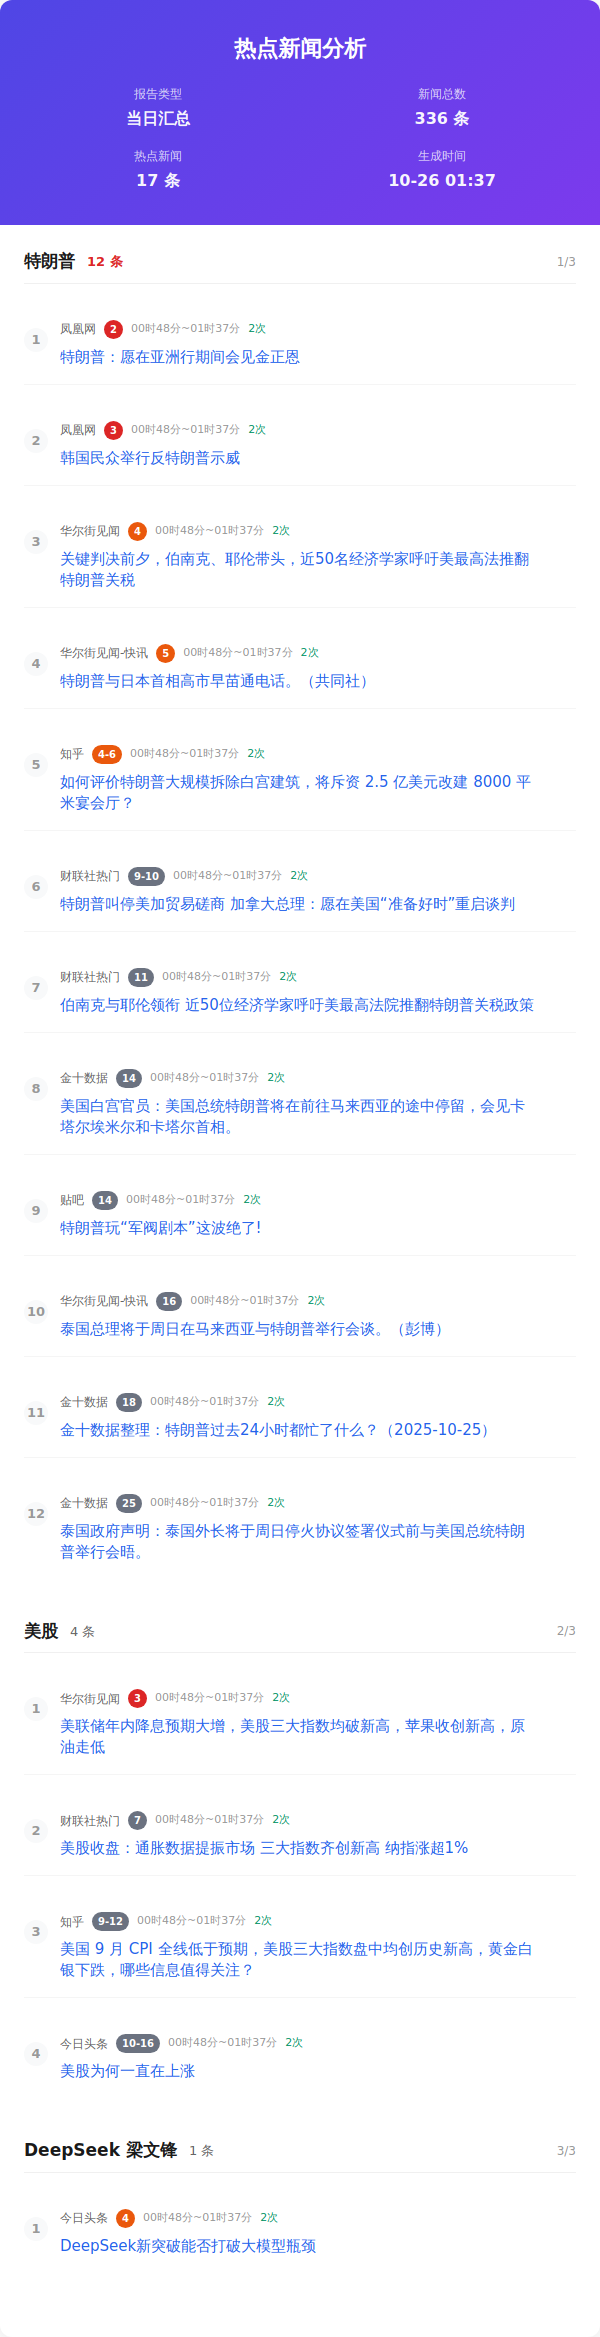 热点新闻分析
报告类型
当日汇总
新闻总数
336 条
热点新闻
17 条
生成时间
10-26 01:37
特朗普 12 条 1/3
1
凤凰网 2 00时48分~01时37分 2次
特朗普：愿在亚洲行期间会见金正恩
2
凤凰网 3 00时48分~01时37分 2次
韩国民众举行反特朗普示威
3
华尔街见闻 4 00时48分~01时37分 2次
关键判决前夕，伯南克、耶伦带头，近50名经济学家呼吁美最高法推翻
特朗普关税
4
华尔街见闻-快讯 5 00时48分~01时37分 2次
特朗普与日本首相高市早苗通电话。（共同社）
5
知乎 4-6 00时48分~01时37分 2次
如何评价特朗普大规模拆除白宫建筑，将斥资 2.5 亿美元改建 8000 平
米宴会厅？
6
财联社热门 9-10 00时48分~01时37分 2次
特朗普叫停美加贸易磋商 加拿大总理：愿在美国“准备好时”重启谈判
7
财联社热门 11 00时48分~01时37分 2次
伯南克与耶伦领衔 近50位经济学家呼吁美最高法院推翻特朗普关税政策
8
金十数据 14 00时48分~01时37分 2次
美国白宫官员：美国总统特朗普将在前往马来西亚的途中停留，会见卡
塔尔埃米尔和卡塔尔首相。
9
贴吧 14 00时48分~01时37分 2次
特朗普玩“军阀剧本”这波绝了!
10
华尔街见闻-快讯 16 00时48分~01时37分 2次
泰国总理将于周日在马来西亚与特朗普举行会谈。（彭博）
11
金十数据 18 00时48分~01时37分 2次
金十数据整理：特朗普过去24小时都忙了什么？（2025-10-25）
12
金十数据 25 00时48分~01时37分 2次
泰国政府声明：泰国外长将于周日停火协议签署仪式前与美国总统特朗
普举行会晤。
美股 4 条 2/3
1
华尔街见闻 3 00时48分~01时37分 2次
美联储年内降息预期大增，美股三大指数均破新高，苹果收创新高，原
油走低
2
财联社热门 7 00时48分~01时37分 2次
美股收盘：通胀数据提振市场 三大指数齐创新高 纳指涨超1%
3
知乎 9-12 00时48分~01时37分 2次
美国 9 月 CPI 全线低于预期，美股三大指数盘中均创历史新高，黄金白
银下跌，哪些信息值得关注？
4
今日头条 10-16 00时48分~01时37分 2次
美股为何一直在上涨
DeepSeek 梁文锋 1 条 3/3
1
今日头条 4 00时48分~01时37分 2次
DeepSeek新突破能否打破大模型瓶颈